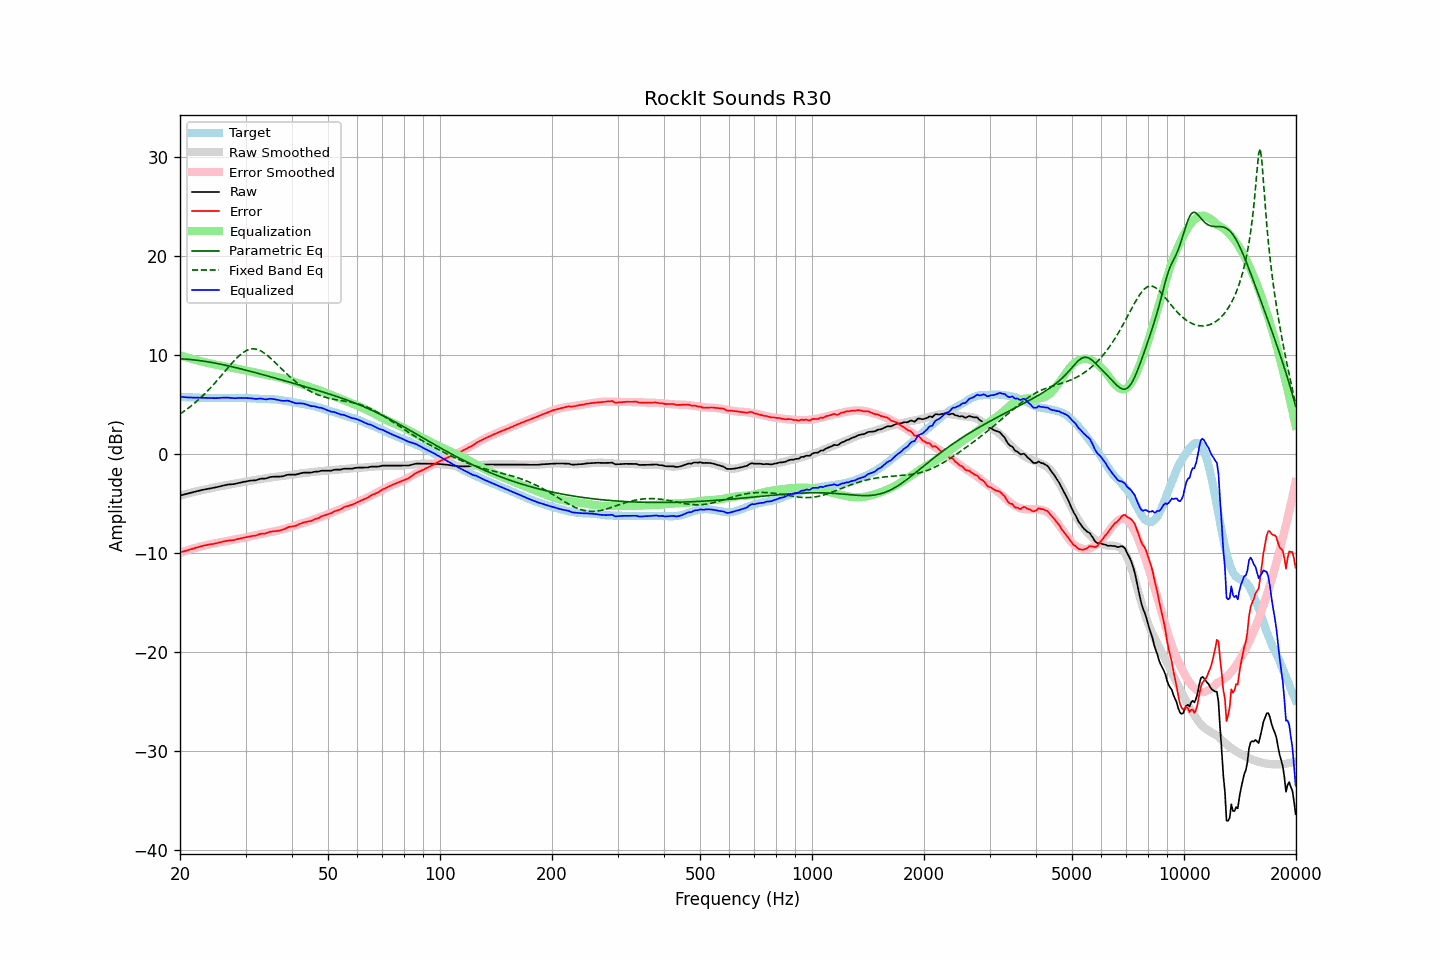 RockIt Sounds R30
Target
Raw Smoothed
Error Smoothed
Raw
Error
Equalization
Parametric Eq
Fixed Band Eq
Equalized
Amplitude (dBr)
30
20
10
0
−10
−20
−30
−40
20 50 100 200 500 1000 2000 5000 10000 20000
Frequency (Hz)